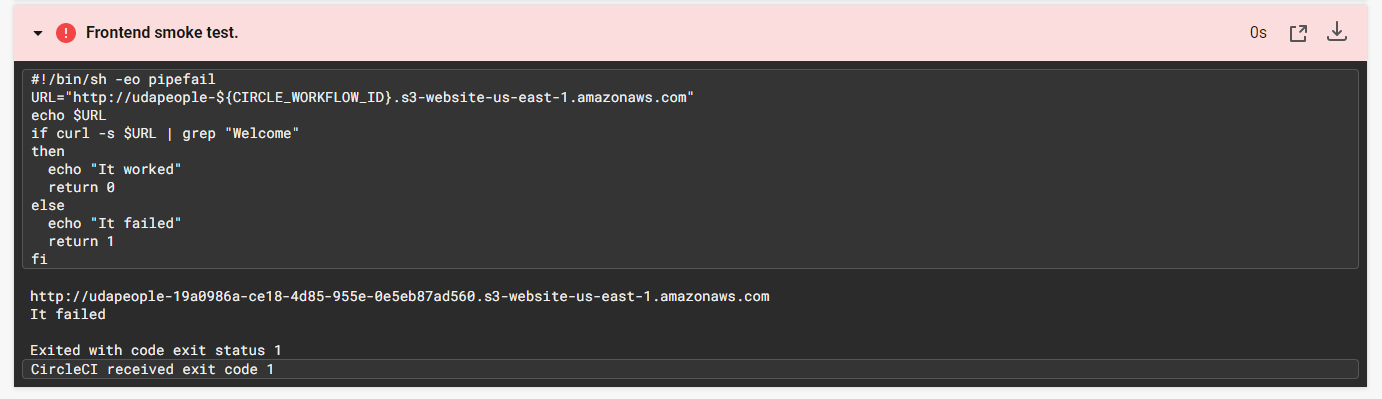 Frontend smoke test.
0s
#!/bin/sh -eo pipefail
URL="http://udapeople-${CIRCLE_WORKFLOW_ID}.s3-website-us-east-1.amazonaws.com"
echo $URL
if curl -s $URL | grep "Welcome"
then
  echo "It worked"
  return 0
else
  echo "It failed"
  return 1
fi
http://udapeople-19a0986a-ce18-4d85-955e-0e5eb87ad560.s3-website-us-east-1.amazonaws.com
It failed
Exited with code exit status 1
CircleCI received exit code 1